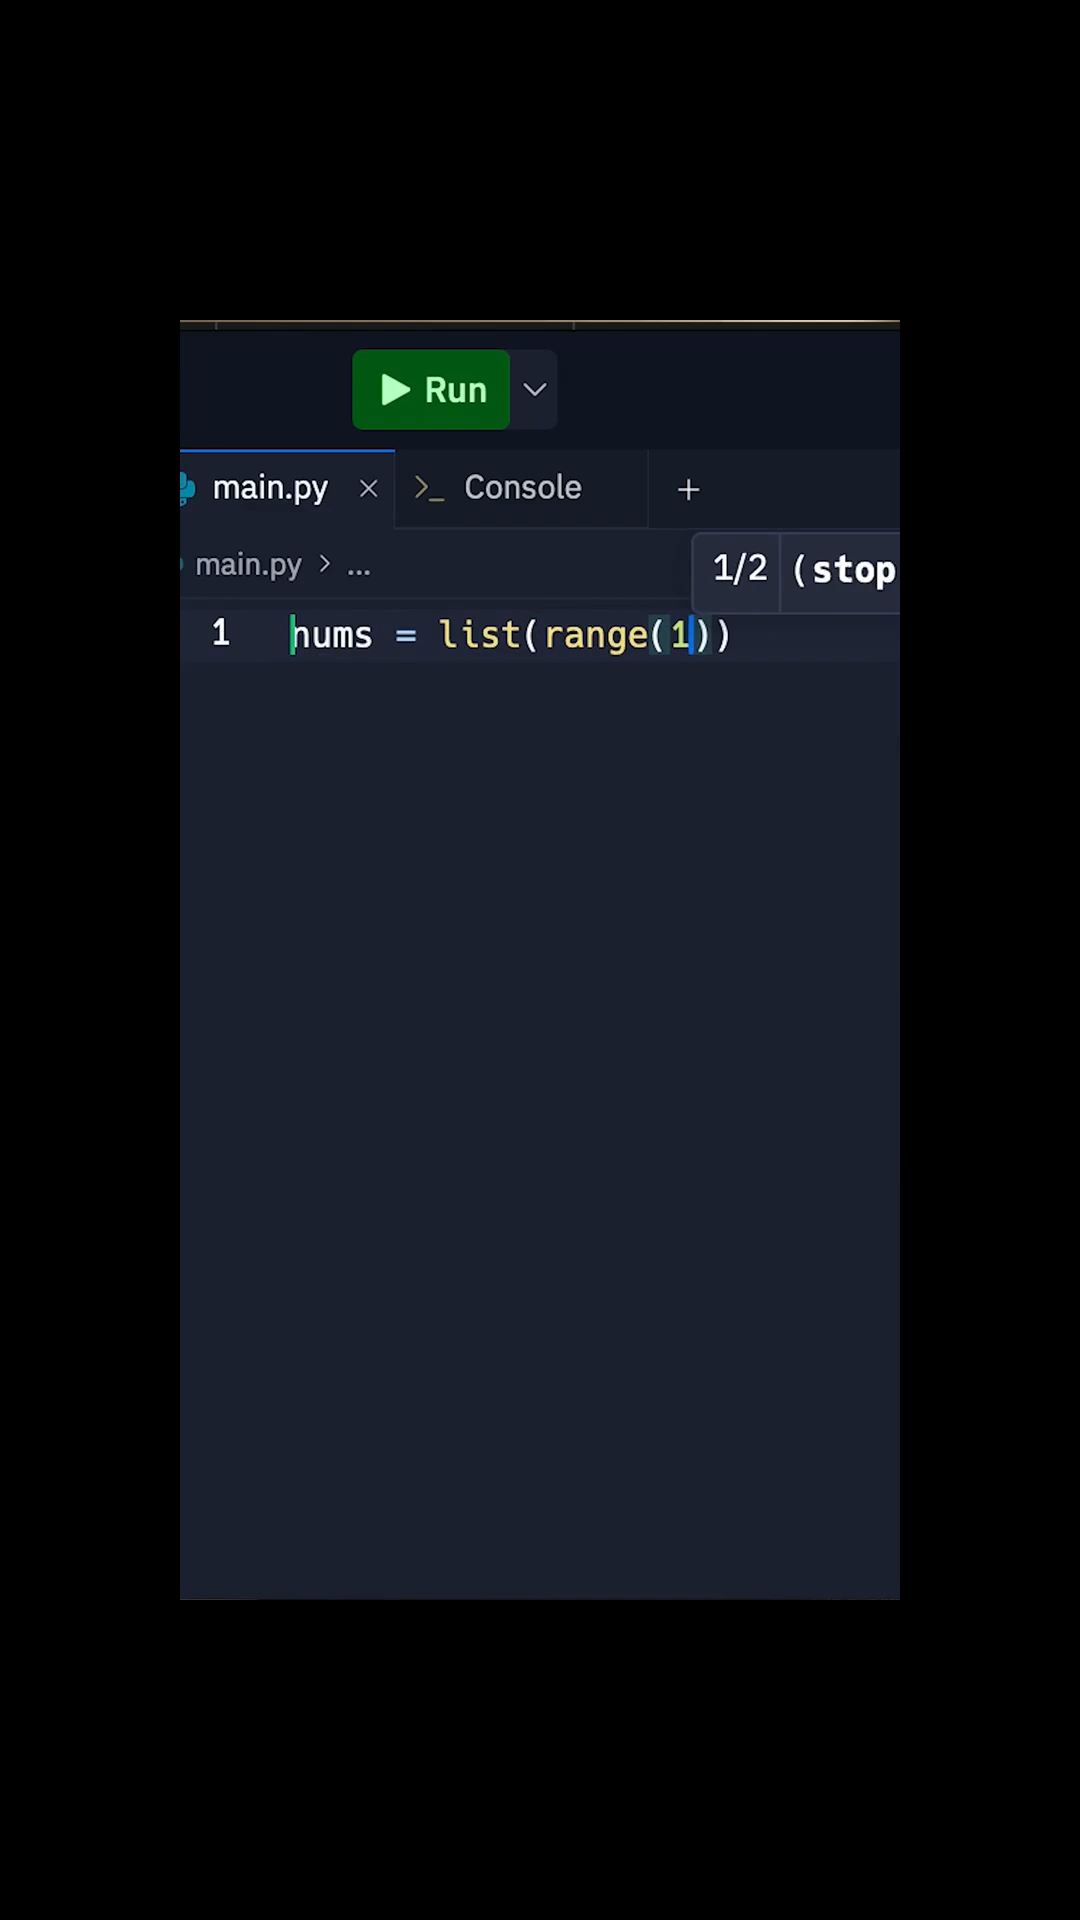 Run
main.py × >_ Console +
main.py > ...
1/2 (stop
1 nums = list(range(1))